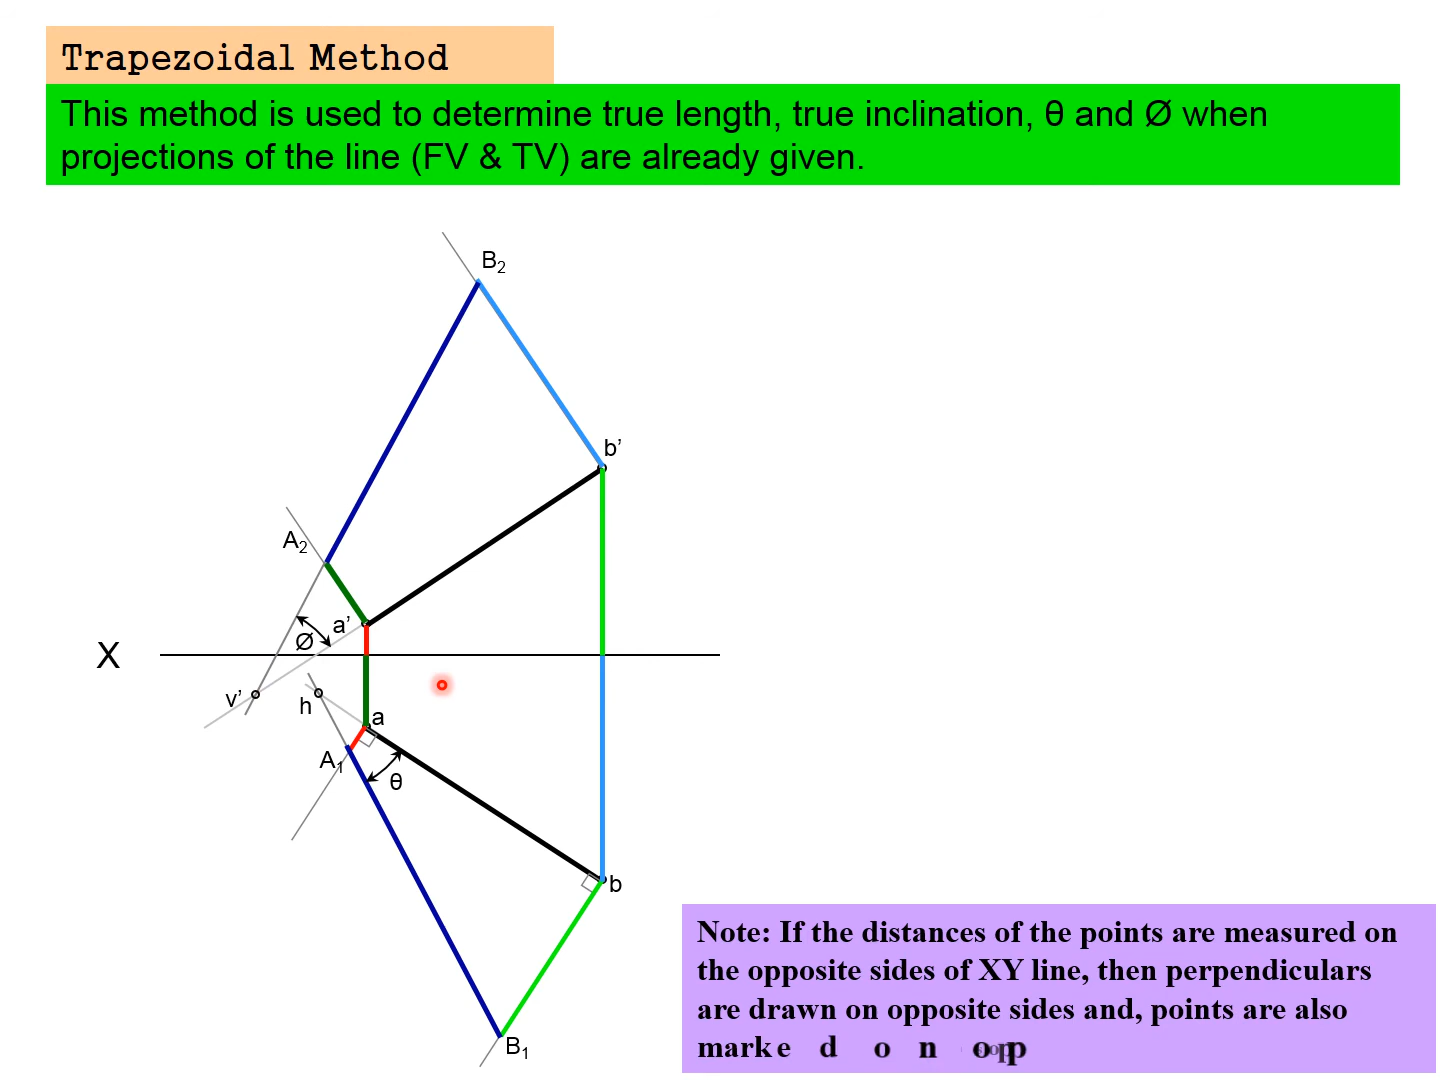 Trapezoidal Method
This method is used to determine true length, true inclination, θ and Ø when
projections of the line (FV & TV) are already given.
B2
b’
A2
a’
Ø
X
v’
h
a
A1
θ
b
B1
Note: If the distances of the points are measured on
the opposite sides of XY line, then perpendiculars
are drawn on opposite sides and, points are also
marked on